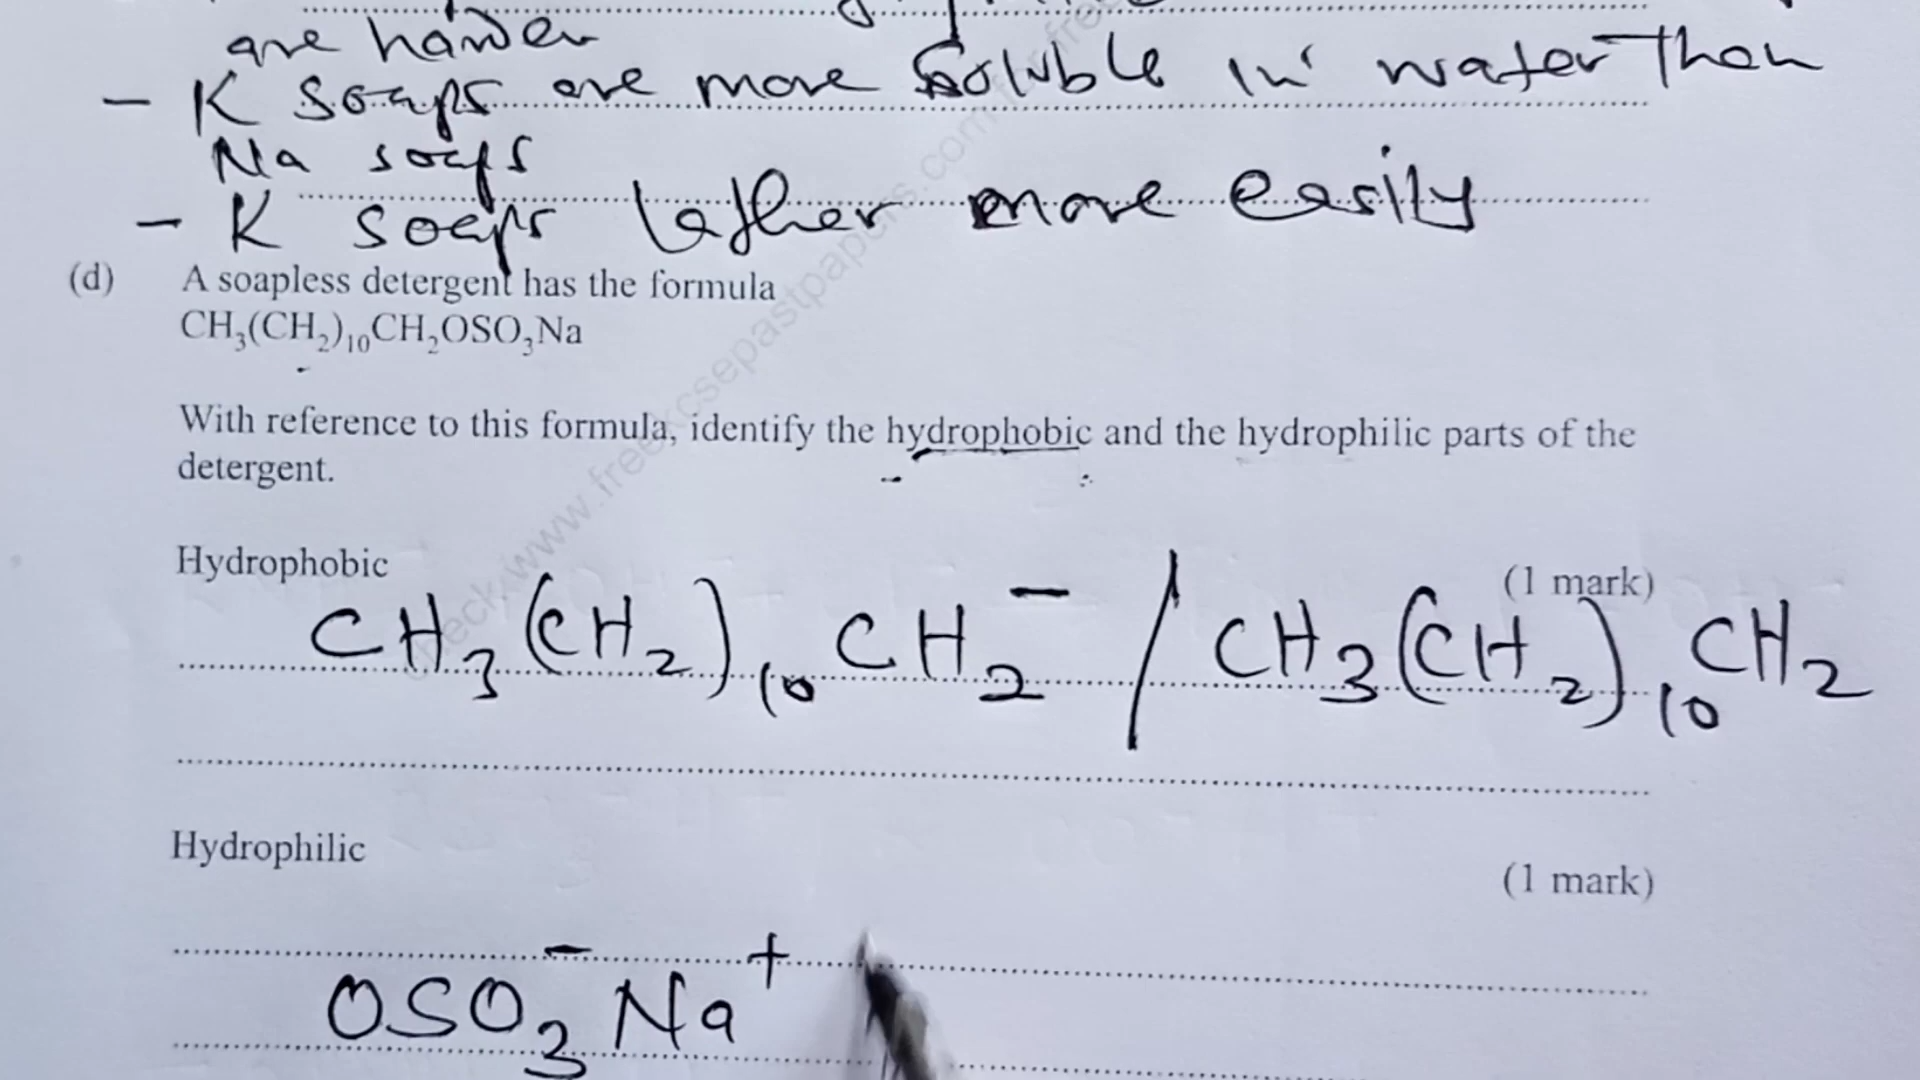 are harder
- K soaps are more soluble in water than
Na soaps
- K soaps lather more easily
(d) A soapless detergent has the formula
CH₃(CH₂)₁₀CH₂OSO₃Na
With reference to this formula, identify the hydrophobic and the hydrophilic parts of the
detergent.
Hydrophobic (1 mark)
CH₃(CH₂)₁₀CH₂⁻ / CH₃(CH₂)₁₀CH₂
Hydrophilic (1 mark)
OSO₃⁻Na⁺